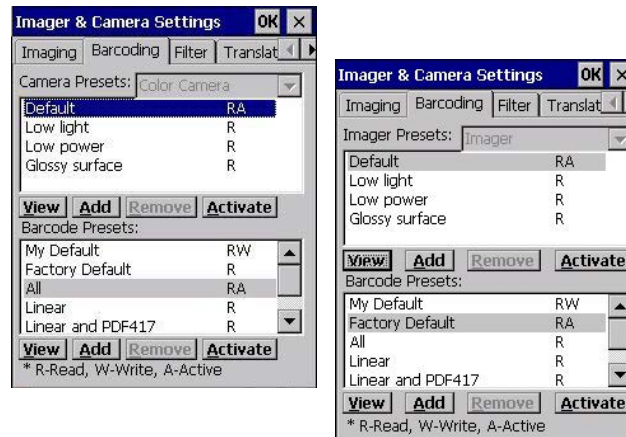 Imager & Camera Settings OK ×
Imaging Barcoding Filter Translat
Camera Presets: Color Camera
Default RA
Low light R
Low power R
Glossy surface R
View Add Remove Activate
Barcode Presets:
My Default RW
Factory Default R
All RA
Linear R
Linear and PDF417 R
View Add Remove Activate
* R-Read, W-Write, A-Active
Imager & Camera Settings OK ×
Imaging Barcoding Filter Translat
Imager Presets: Imager
Default RA
Low light R
Low power R
Glossy surface R
View Add Remove Activate
Barcode Presets:
My Default RW
Factory Default RA
All R
Linear R
Linear and PDF417 R
View Add Remove Activate
* R-Read, W-Write, A-Active